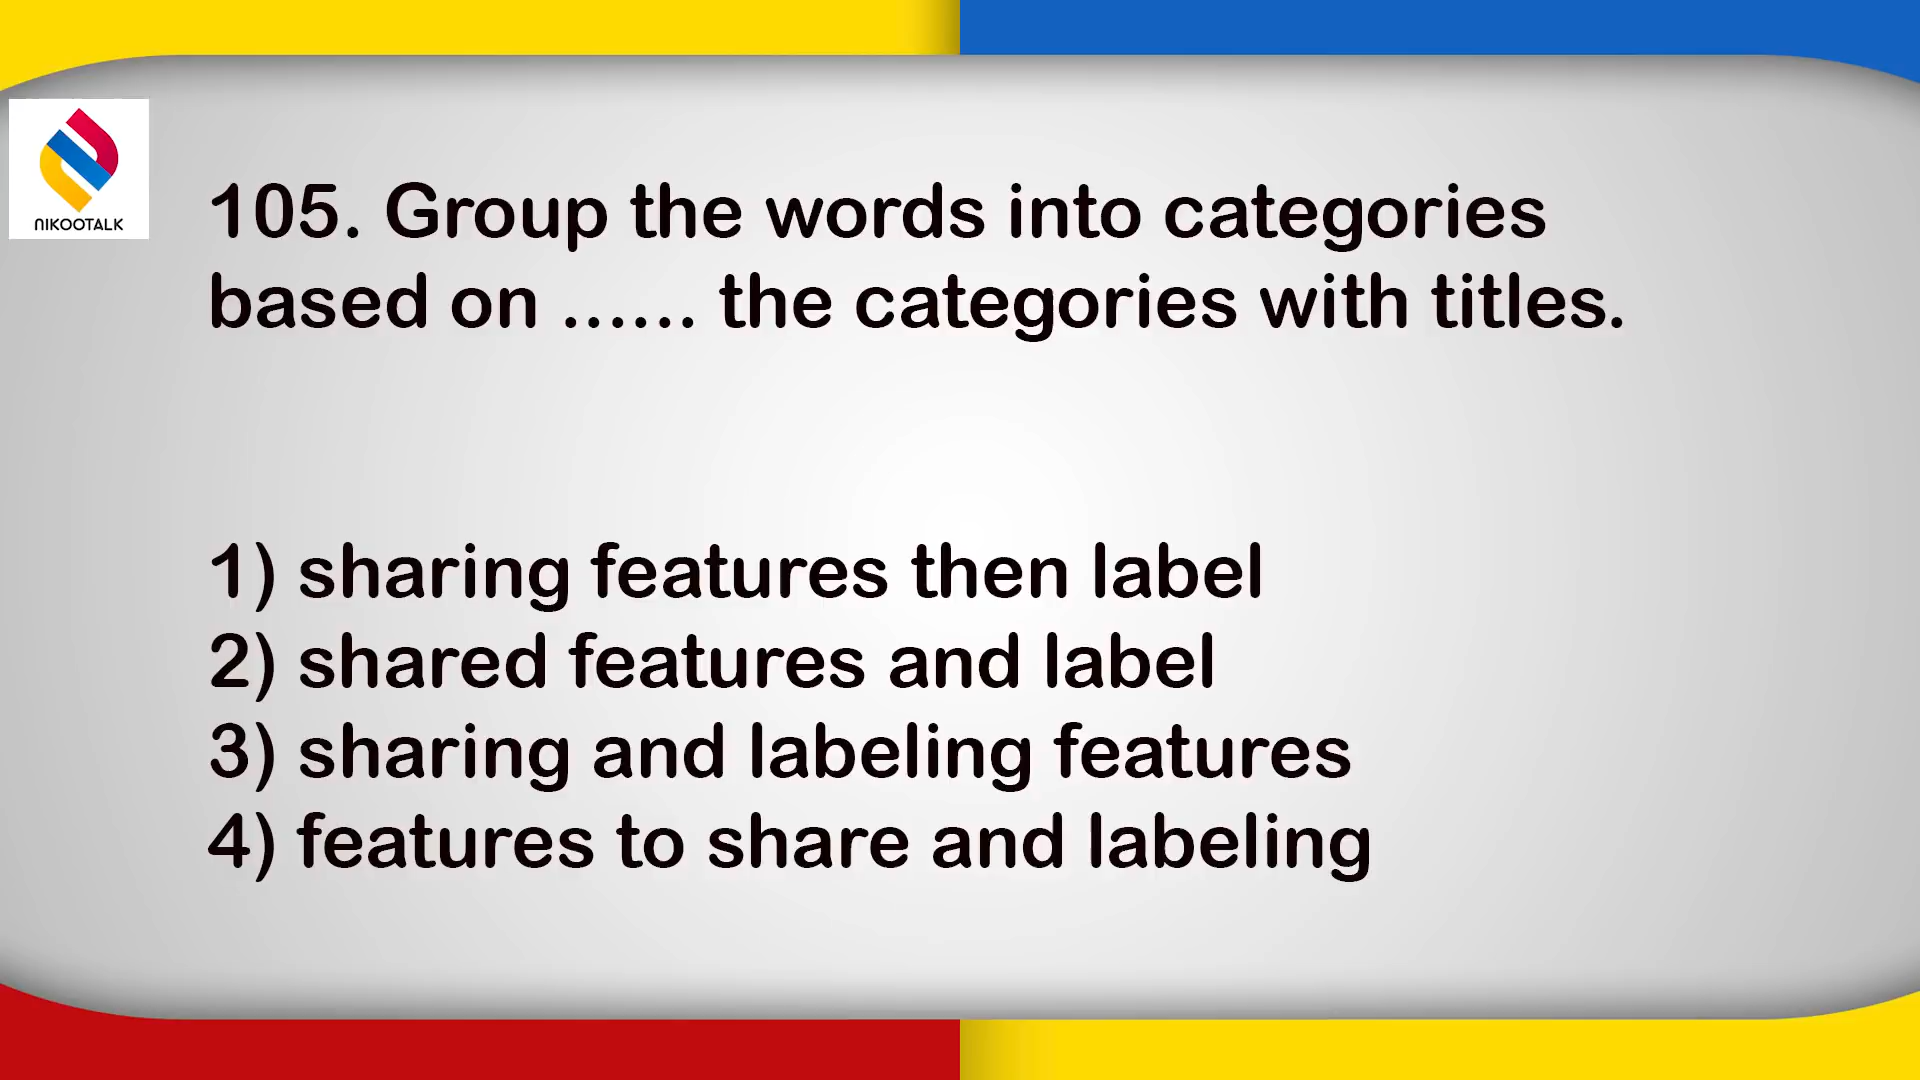 NIKOOTALK
105. Group the words into categories
based on ...... the categories with titles.
1) sharing features then label
2) shared features and label
3) sharing and labeling features
4) features to share and labeling